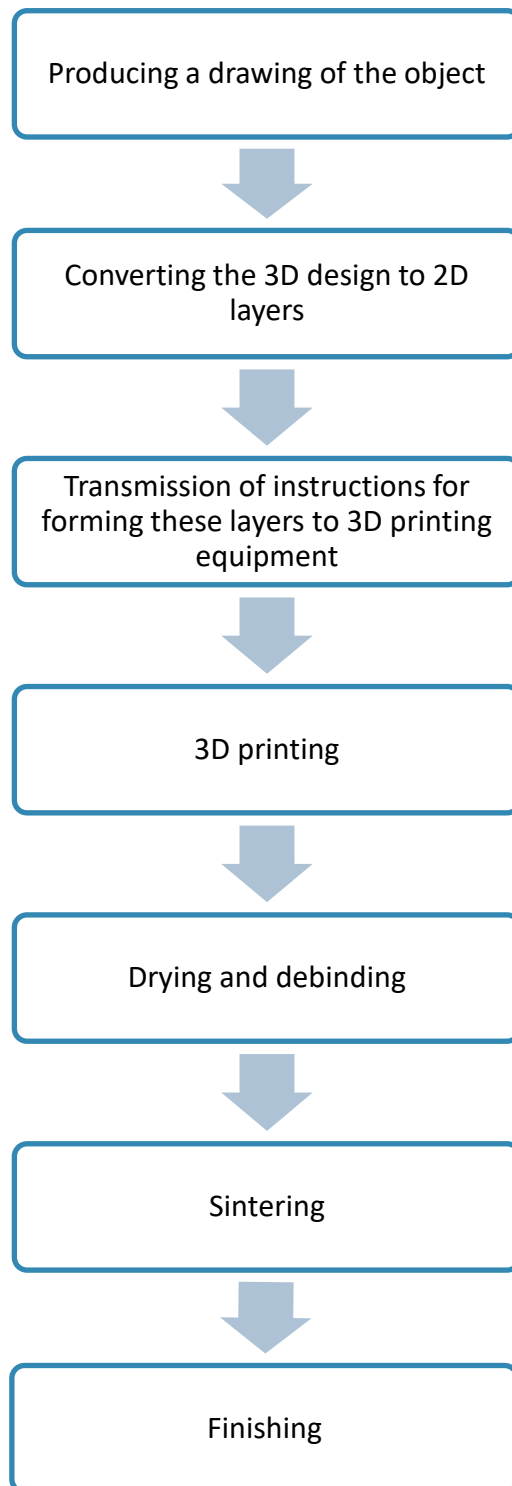 Producing a drawing of the object
Converting the 3D design to 2D
layers
Transmission of instructions for
forming these layers to 3D printing
equipment
3D printing
Drying and debinding
Sintering
Finishing